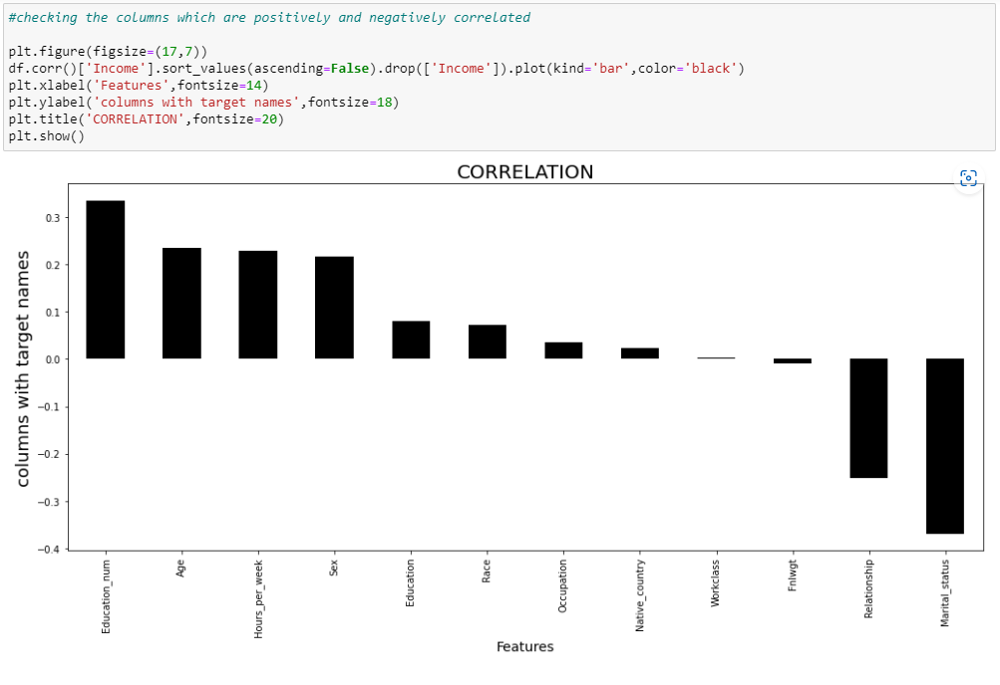 #checking the columns which are positively and negatively correlated
plt.figure(figsize=(17,7))
df.corr()['Income'].sort_values(ascending=False).drop(['Income']).plot(kind='bar',color='black')
plt.xlabel('Features',fontsize=14)
plt.ylabel('columns with target names',fontsize=18)
plt.title('CORRELATION',fontsize=20)
plt.show()
CORRELATION
columns with target names
0.3
0.2
0.1
0.0
−0.1
−0.2
−0.3
−0.4
Education_num
Age
Hours_per_week
Sex
Education
Race
Occupation
Native_country
Workclass
Fnlwgt
Relationship
Marital_status
Features